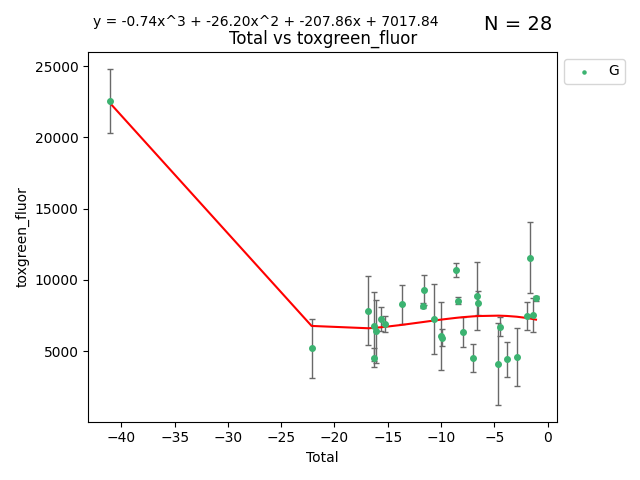 y = -0.74x^3 + -26.20x^2 + -207.86x + 7017.84
N = 28
Total vs toxgreen_fluor
G
25000
20000
15000
10000
5000
toxgreen_fluor
−40 −35 −30 −25 −20 −15 −10 −5 0
Total